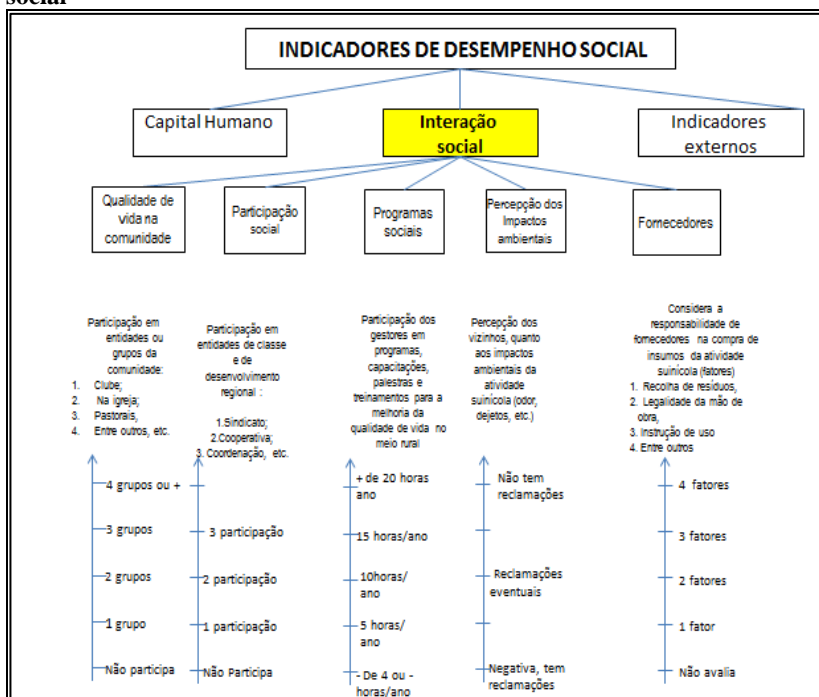 social
INDICADORES DE DESEMPENHO SOCIAL
Capital Humano
Interação
social
Indicadores
externos
Qualidade de
vida na
comunidade
Participação
social
Programas
sociais
Percepção dos
Impactos
ambientais
Fornecedores
Participação em
entidades ou
grupos da
comunidade:
1. Clube;
2. Na igreja;
3. Pastorais,
4. Entre outros, etc.
Participação em
entidades de classe
e de
desenvolvimento
regional :
1.Sindicato;
2.Cooperativa;
3. Coordenação, etc.
Participação dos
gestores em
programas,
capacitações,
palestras e
treinamentos para a
melhoria da
qualidade de vida no
meio rural
Percepção dos
vizinhos, quanto
aos impactos
ambientais da
atividade
suinícola (odor,
dejetos, etc.)
Considera a
responsabilidade de
fornecedores na compra de
insumos da atividade
suinícola (fatores)
1. Recolha de resíduos,
2. Legalidade da mão de
obra,
3. Instrução de uso
4. Entre outros
4 grupos ou +
3 grupos
2 grupos
1 grupo
Não participa
3 participação
2 participação
1 participação
Não Participa
+ de 20 horas
ano
15 horas/ano
10horas/
ano
5 horas/
ano
- De 4 ou -
horas/ano
Não tem
reclamações
Reclamações
eventuais
Negativa, tem
reclamações
4 fatores
3 fatores
2 fatores
1 fator
Não avalia